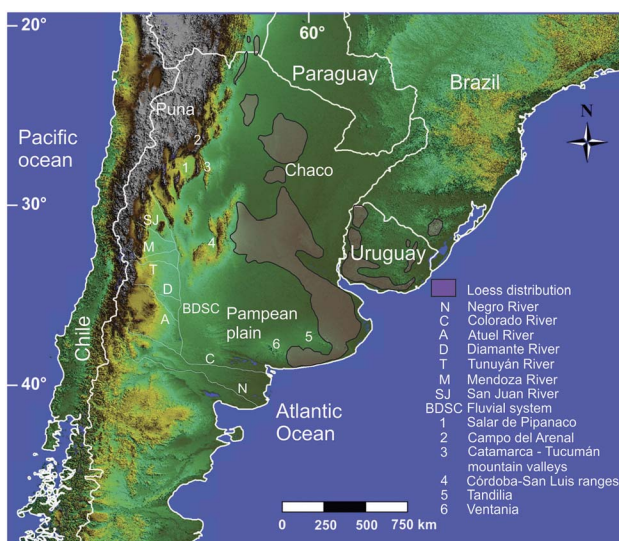 20°
60°
Paraguay
Brazil
Puna
Pacific
ocean
N
2
1
3
Chaco
30°
SJ
M
4
T
Uruguay
D
BDSC
A
Pampean
plain
5
6
Chile
C
40°
N
Atlantic
Ocean
Loess distribution
N Negro River
C Colorado River
A Atuel River
D Diamante River
T Tunuyán River
M Mendoza River
SJ San Juan River
BDSC Fluvial system
1 Salar de Pipanaco
2 Campo del Arenal
3 Catamarca - Tucumán
mountain valleys
4 Córdoba-San Luis ranges
5 Tandilia
6 Ventania
0 250 500 750 km